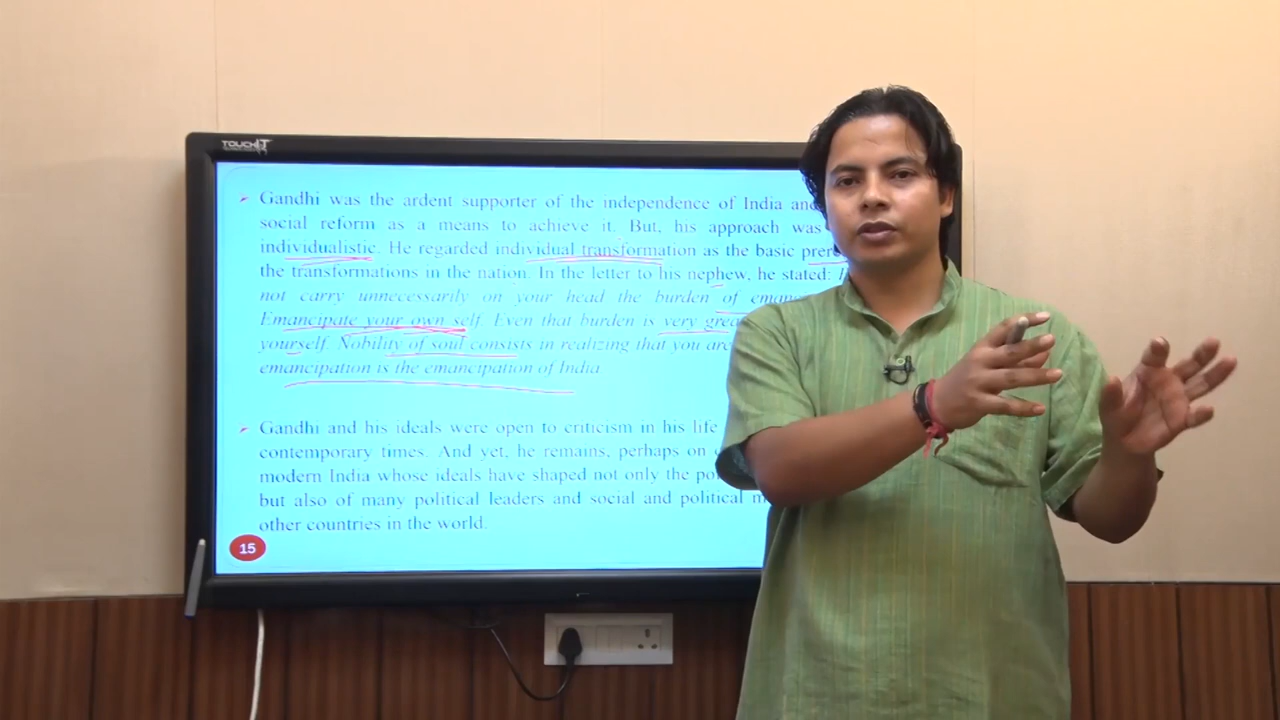 TOUCHIT
Gandhi was the ardent supporter of the independence of India and
social reform as a means to achieve it. But, his approach was
individualistic. He regarded individual transformation as the basic
the transformations in the nation. In the letter to his nephew, he stated:
not carry unnecessarily on your head the burden of
Emancipate your own self. Even that burden is very
yourself. Nobility of soul consists in realizing that you are
emancipation is the emancipation of India
Gandhi and his ideals were open to criticism in his life
contemporary times. And yet, he remains, perhaps on
modern India whose ideals have shaped not only the
but also of many political leaders and social and political
other countries in the world.
15